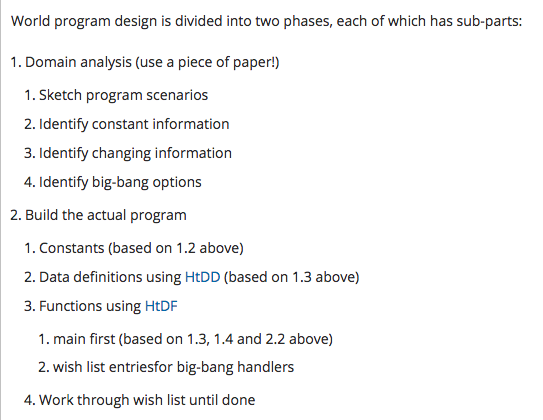 World program design is divided into two phases, each of which has sub-parts:
1. Domain analysis (use a piece of paper!)
1. Sketch program scenarios
2. Identify constant information
3. Identify changing information
4. Identify big-bang options
2. Build the actual program
1. Constants (based on 1.2 above)
2. Data definitions using HtDD (based on 1.3 above)
3. Functions using HtDF
1. main first (based on 1.3, 1.4 and 2.2 above)
2. wish list entriesfor big-bang handlers
4. Work through wish list until done